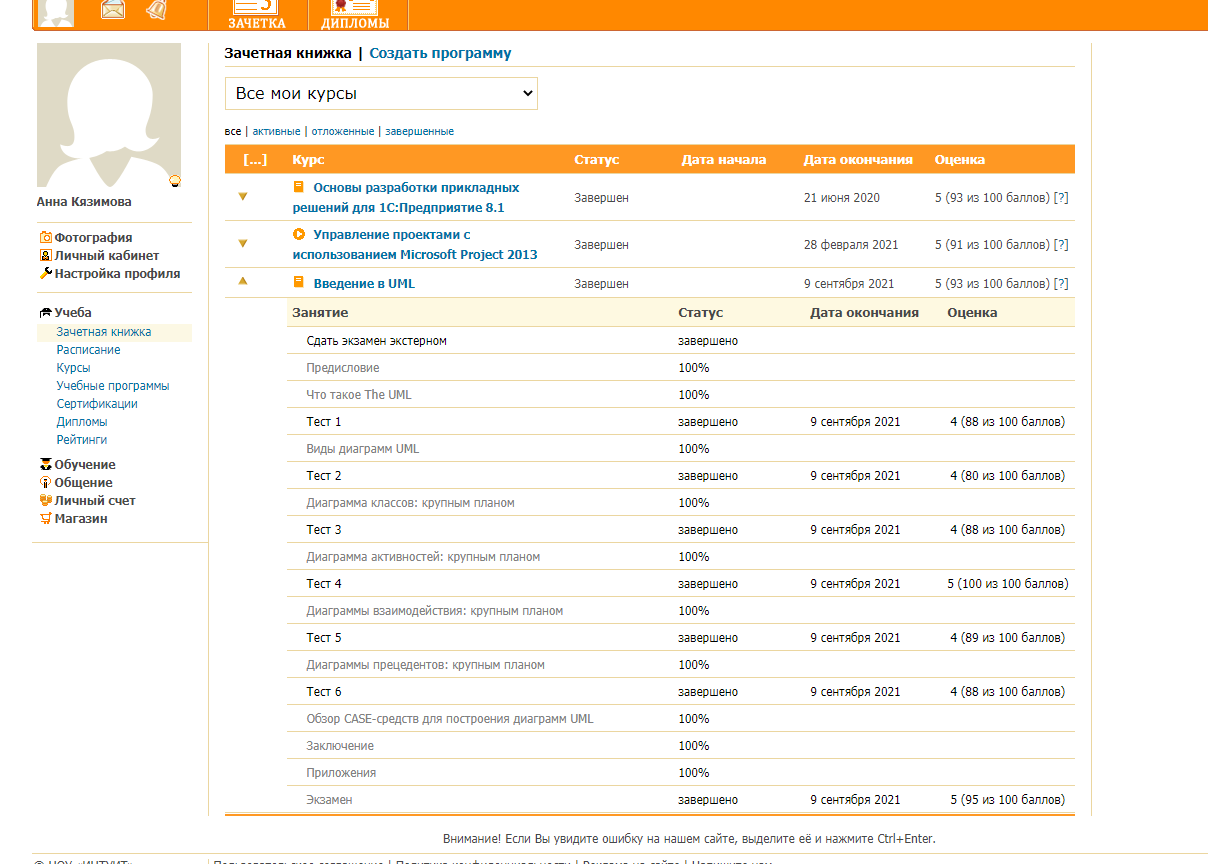 ЗАЧЕТКА ДИПЛОМЫ
Зачетная книжка | Создать программу
Все мои курсы
все | активные | отложенные | завершенные
[...] Курс Статус Дата начала Дата окончания Оценка
Основы разработки прикладных
решений для 1С:Предприятие 8.1 Завершен 21 июня 2020 5 (93 из 100 баллов) [?]
Управление проектами с
использованием Microsoft Project 2013 Завершен 28 февраля 2021 5 (91 из 100 баллов) [?]
Введение в UML Завершен 9 сентября 2021 5 (93 из 100 баллов) [?]
Занятие Статус Дата окончания Оценка
Сдать экзамен экстерном завершено
Предисловие 100%
Что такое The UML 100%
Тест 1 завершено 9 сентября 2021 4 (88 из 100 баллов)
Виды диаграмм UML 100%
Тест 2 завершено 9 сентября 2021 4 (80 из 100 баллов)
Диаграмма классов: крупным планом 100%
Тест 3 завершено 9 сентября 2021 4 (88 из 100 баллов)
Диаграмма активностей: крупным планом 100%
Тест 4 завершено 9 сентября 2021 5 (100 из 100 баллов)
Диаграммы взаимодействия: крупным планом 100%
Тест 5 завершено 9 сентября 2021 4 (89 из 100 баллов)
Диаграммы прецедентов: крупным планом 100%
Тест 6 завершено 9 сентября 2021 4 (88 из 100 баллов)
Обзор CASE-средств для построения диаграмм UML 100%
Заключение 100%
Приложения 100%
Экзамен завершено 9 сентября 2021 5 (95 из 100 баллов)
Анна Кязимова
Фотография
Личный кабинет
Настройка профиля
Учеба
Зачетная книжка
Расписание
Курсы
Учебные программы
Сертификации
Дипломы
Рейтинги
Обучение
Общение
Личный счет
Магазин
Внимание! Если Вы увидите ошибку на нашем сайте, выделите её и нажмите Ctrl+Enter.
© НОУ «ИНТУИТ» | Пользовательское соглашение | Политика конфиденциальности | Реклама на сайте | Напишите нам